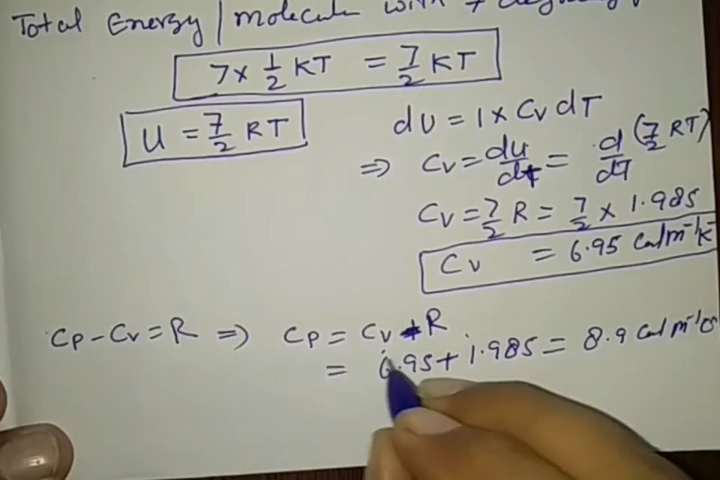 Total Energy / molecule with 7
7 × 1/2 KT = 7/2 KT
U = 7/2 RT
dU = 1 × Cv dT
⇒ Cv = du/dt = d/dT (7/2 RT)
Cv = 7/2 R = 7/2 × 1.985
Cv = 6.95 Cal m⁻¹ K⁻
Cp - Cv = R ⇒ Cp = Cv + R
= 6.95 + 1.985 = 8.9 Cal m⁻¹